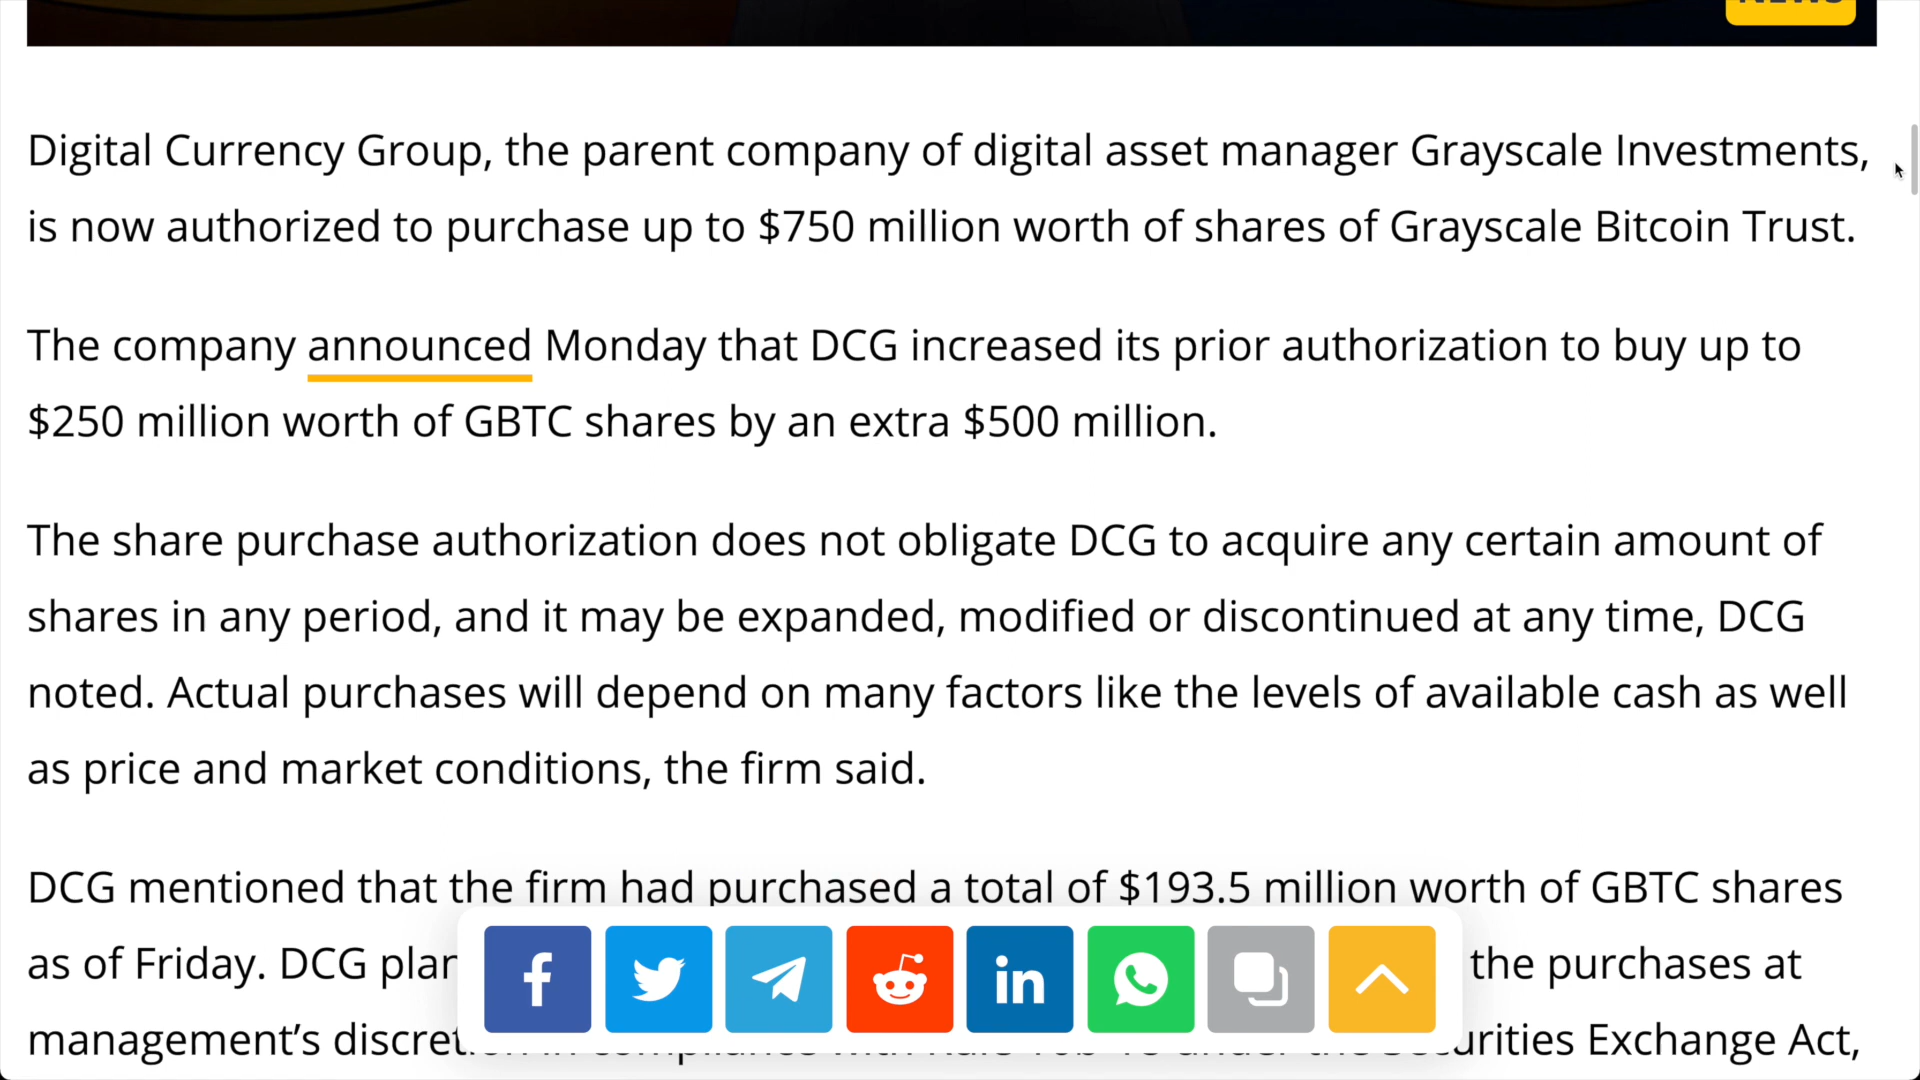 NEWS
Digital Currency Group, the parent company of digital asset manager Grayscale Investments,
is now authorized to purchase up to $750 million worth of shares of Grayscale Bitcoin Trust.
The company announced Monday that DCG increased its prior authorization to buy up to
$250 million worth of GBTC shares by an extra $500 million.
The share purchase authorization does not obligate DCG to acquire any certain amount of
shares in any period, and it may be expanded, modified or discontinued at any time, DCG
noted. Actual purchases will depend on many factors like the levels of available cash as well
as price and market conditions, the firm said.
DCG mentioned that the firm had purchased a total of $193.5 million worth of GBTC shares
as of Friday. DCG the purchases at
management’s Exchange Act,